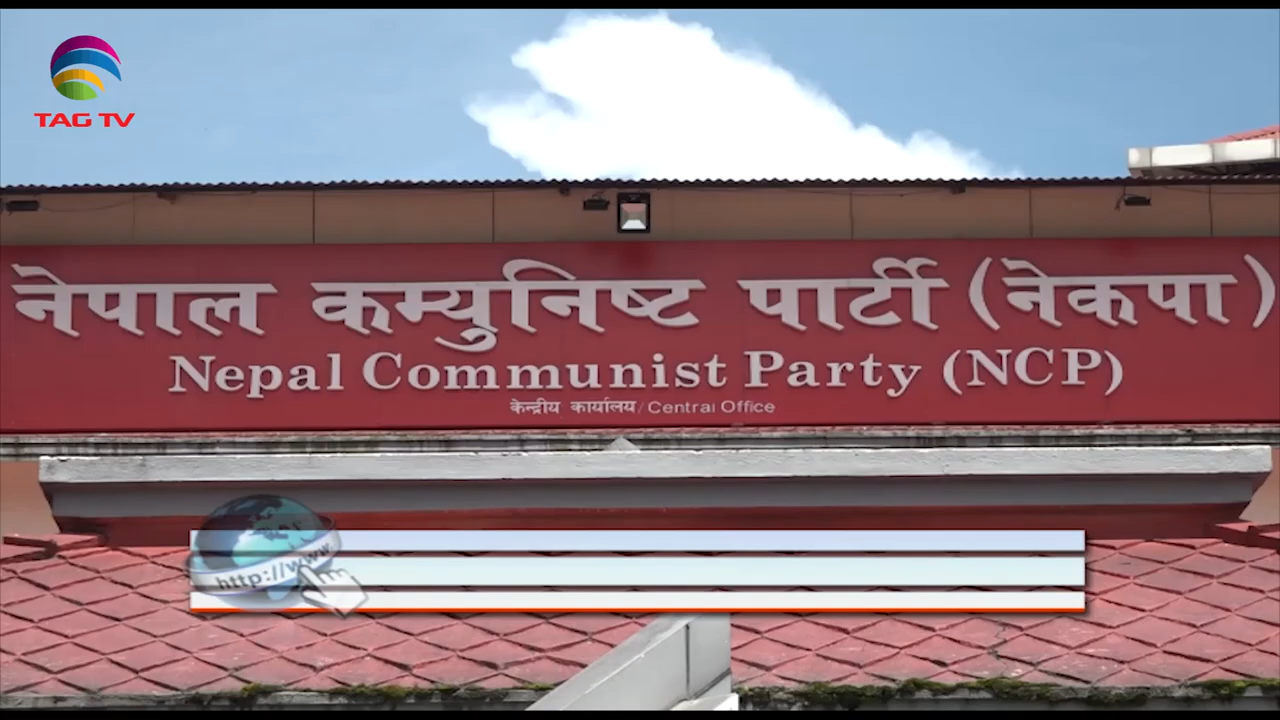 TAG TV
नेपाल कम्युनिष्ट पार्टी (नेकपा)
Nepal Communist Party (NCP)
केन्द्रीय कार्यालय/Central Office
http://www.